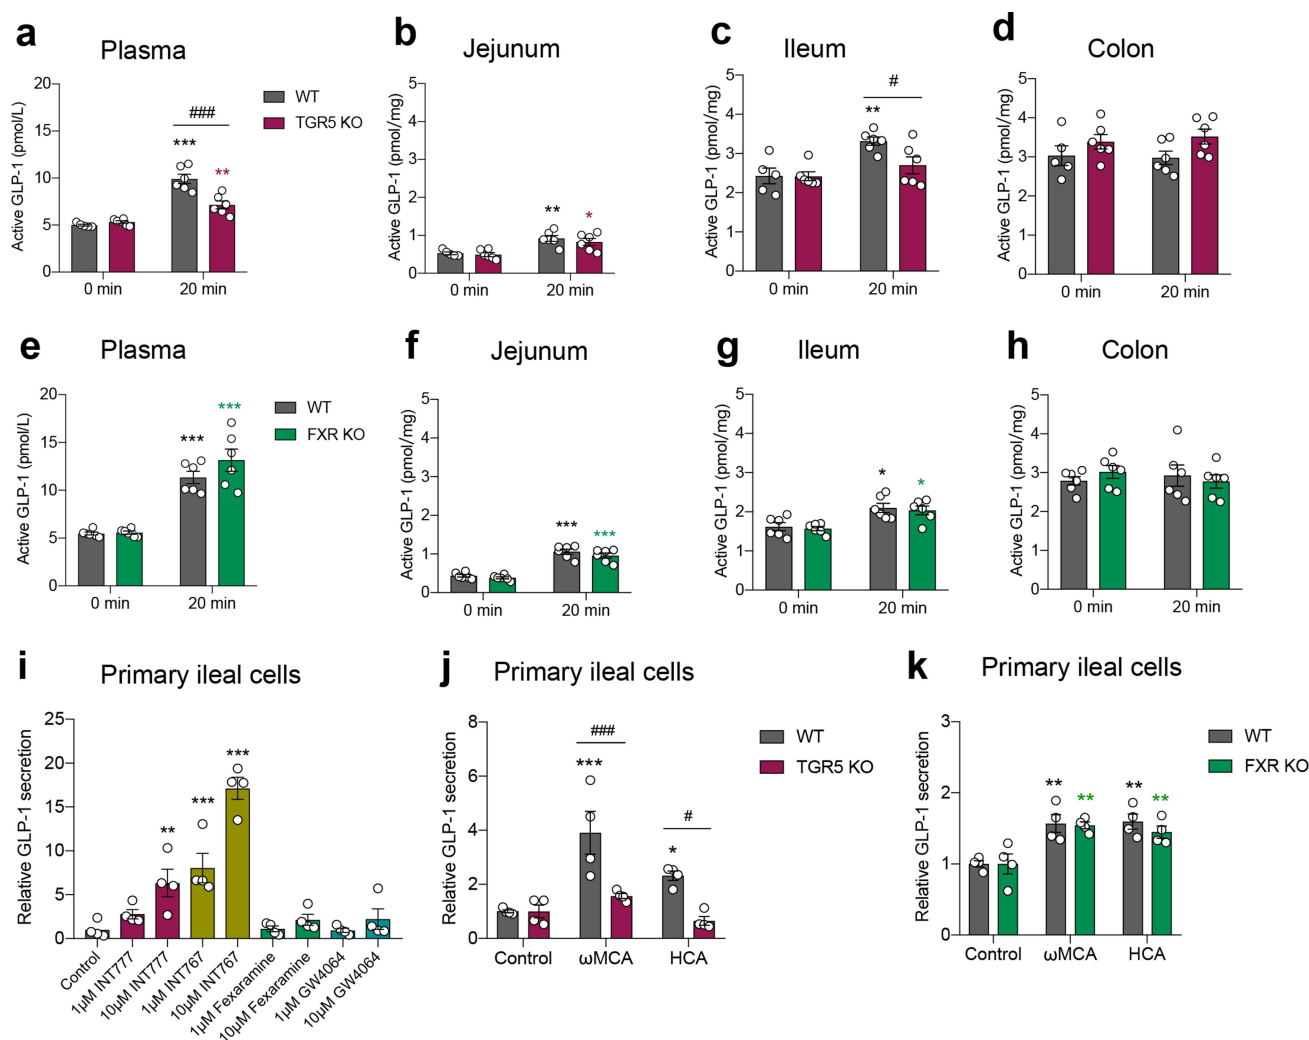 a Plasma
Active GLP-1 (pmol/L)
20
15
10
5
0
###
***
**
0 min 20 min
WT
TGR5 KO
b Jejunum
Active GLP-1 (pmol/mg)
5
4
3
2
1
0
**
*
0 min 20 min
c Ileum
Active GLP-1 (pmol/mg)
5
4
3
2
1
0
#
**
0 min 20 min
d Colon
Active GLP-1 (pmol/mg)
5
4
3
2
1
0
0 min 20 min
e Plasma
Active GLP-1 (pmol/L)
20
15
10
5
0
***
***
0 min 20 min
WT
FXR KO
f Jejunum
Active GLP-1 (pmol/mg)
5
4
3
2
1
0
***
***
0 min 20 min
g Ileum
Active GLP-1 (pmol/mg)
5
4
3
2
1
0
*
*
0 min 20 min
h Colon
Active GLP-1 (pmol/mg)
5
4
3
2
1
0
0 min 20 min
i Primary ileal cells
Relative GLP-1 secretion
25
20
15
10
5
0
**
***
***
Control
1μM INT777
10μM INT777
1μM INT767
10μM INT767
1μM Fexaramine
10μM Fexaramine
1μM GW4064
10μM GW4064
j Primary ileal cells
Relative GLP-1 secretion
8
6
4
2
0
###
***
#
*
Control ωMCA HCA
WT
TGR5 KO
k Primary ileal cells
Relative GLP-1 secretion
3
2
1
0
** **
** **
Control ωMCA HCA
WT
FXR KO